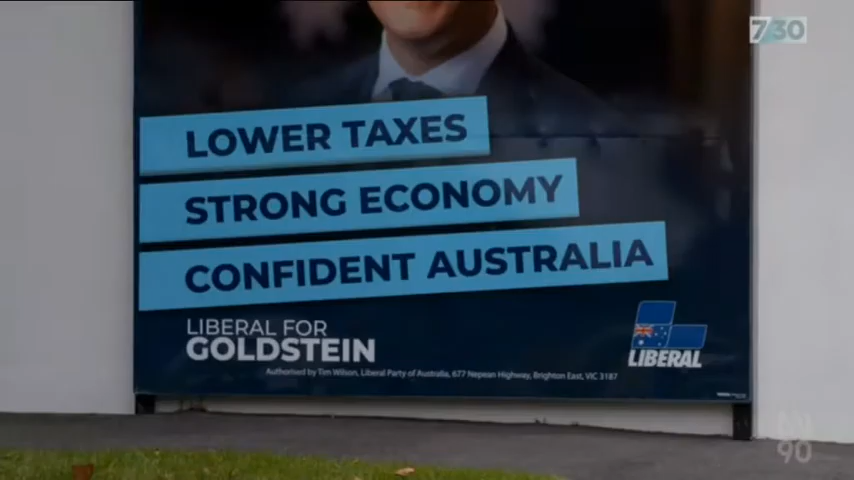 7.30
LOWER TAXES
STRONG ECONOMY
CONFIDENT AUSTRALIA
LIBERAL FOR
GOLDSTEIN
LIBERAL
Authorised by Tim Wilson, Liberal Party of Australia, 677 Nepean Highway, Brighton East, VIC 3187
90